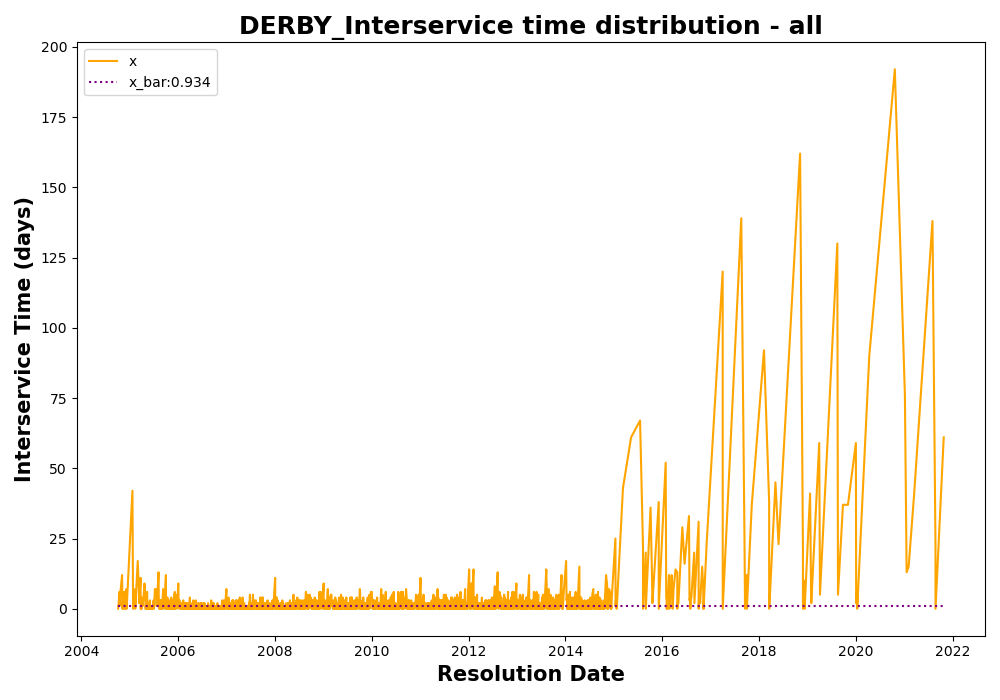 DERBY_Interservice time distribution - all
x
x_bar:0.934
Interservice Time (days)
200
175
150
125
100
75
50
25
0
2004 2006 2008 2010 2012 2014 2016 2018 2020 2022
Resolution Date